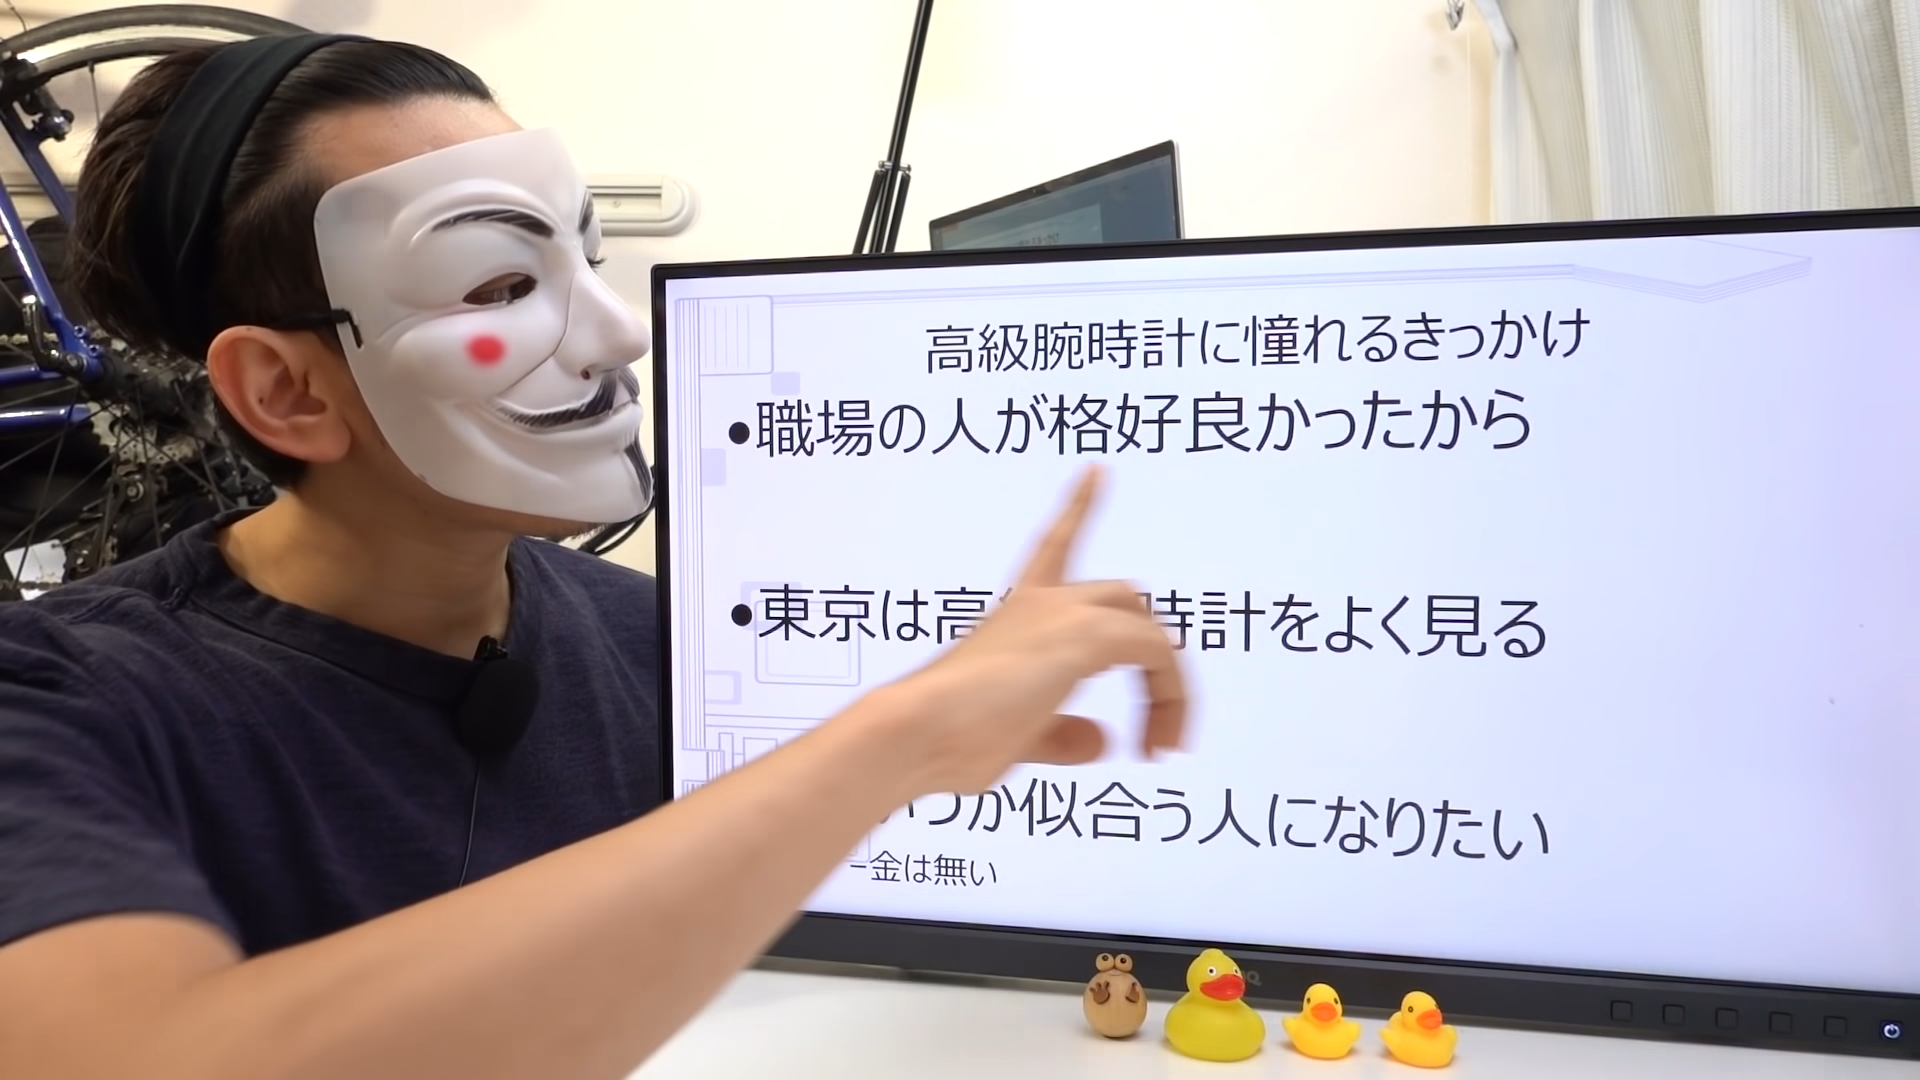 高級腕時計に憧れるきっかけ
•職場の人が格好良かったから
•東京は高 時計をよく見る
いつか似合う人になりたい
–金は無い